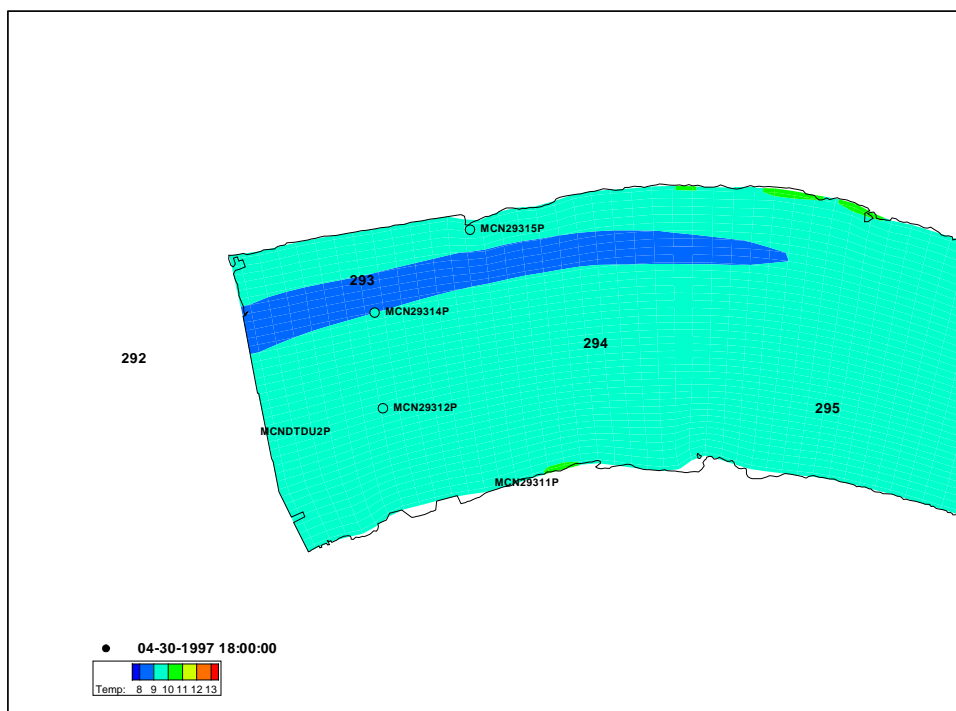 MCN29315P
293
MCN29314P
294
292
MCN29312P
295
MCNDTDU2P
MCN29311P
04-30-1997 18:00:00
Temp: 8 9 10 11 12 13